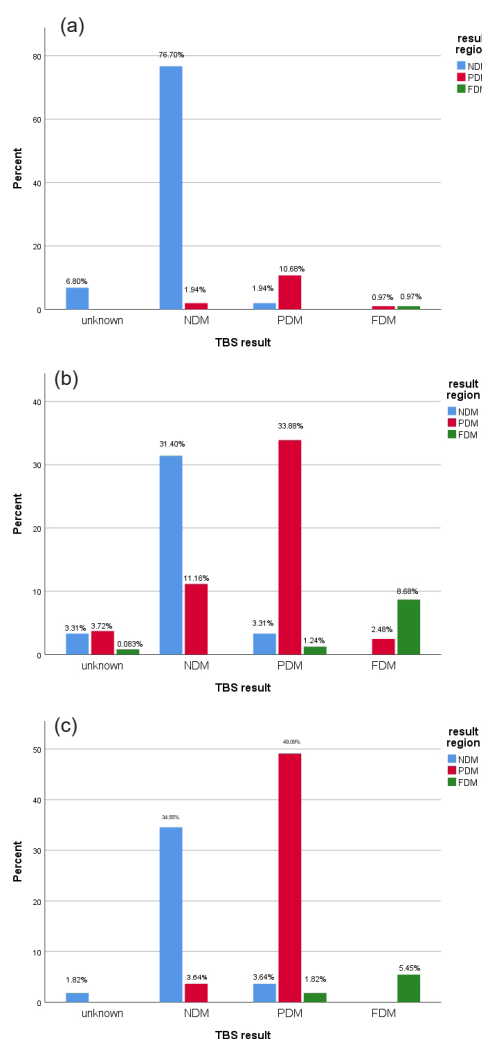 (a)
result
region
NDM
PDM
FDM
80
60
40
20
0
Percent
6.80%
76.70%
1.94%
1.94%
10.68%
0.97%
0.97%
unknown
NDM
PDM
FDM
TBS result
(b)
result
region
NDM
PDM
FDM
40
30
20
10
0
Percent
3.31%
3.72%
0.083%
31.40%
11.16%
3.31%
33.88%
1.24%
2.48%
8.68%
unknown
NDM
PDM
FDM
TBS result
(c)
result
region
NDM
PDM
FDM
50
40
30
20
10
0
Percent
1.82%
34.55%
3.64%
3.64%
49.09%
1.82%
5.45%
unknown
NDM
PDM
FDM
TBS result